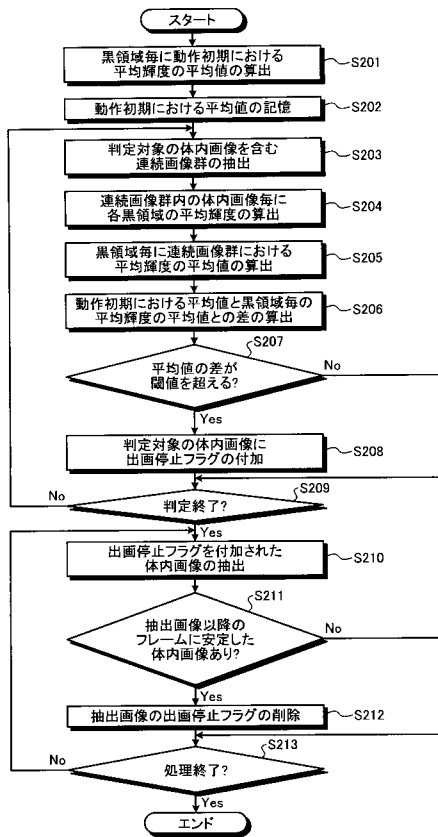 スタート
黒領域毎に動作初期における
平均輝度の平均値の算出
S201
動作初期における平均値の記憶
S202
判定対象の体内画像を含む
連続画像群の抽出
S203
連続画像群内の体内画像毎に
各黒領域の平均輝度の算出
S204
黒領域毎に連続画像群における
平均輝度の平均値の算出
S205
動作初期における平均値と黒領域毎の
平均輝度の平均値との差の算出
S206
S207
平均値の差が
閾値を超える?
No
Yes
判定対象の体内画像に
出画停止フラグの付加
S208
S209
No
判定終了?
Yes
出画停止フラグを付加された
体内画像の抽出
S210
S211
抽出画像以降の
フレームに安定した
体内画像あり?
No
Yes
抽出画像の出画停止フラグの削除
S212
S213
No
処理終了?
Yes
エンド